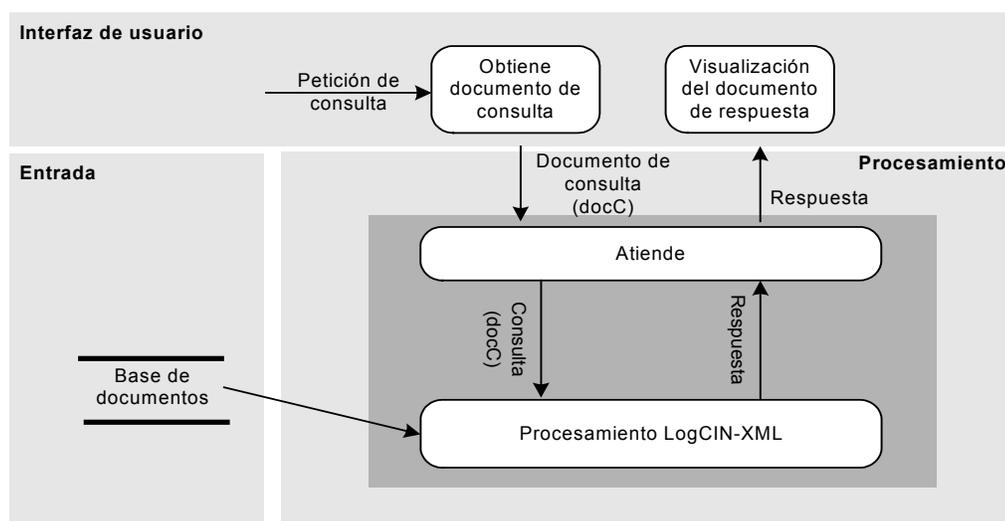 Interfaz de usuario
Petición de
consulta
Obtiene
documento de
consulta
Visualización
del documento
de respuesta
Entrada
Procesamiento
Documento de
consulta
(docC)
Respuesta
Atiende
Consulta
(docC)
Respuesta
Base de
documentos
Procesamiento LogCIN-XML